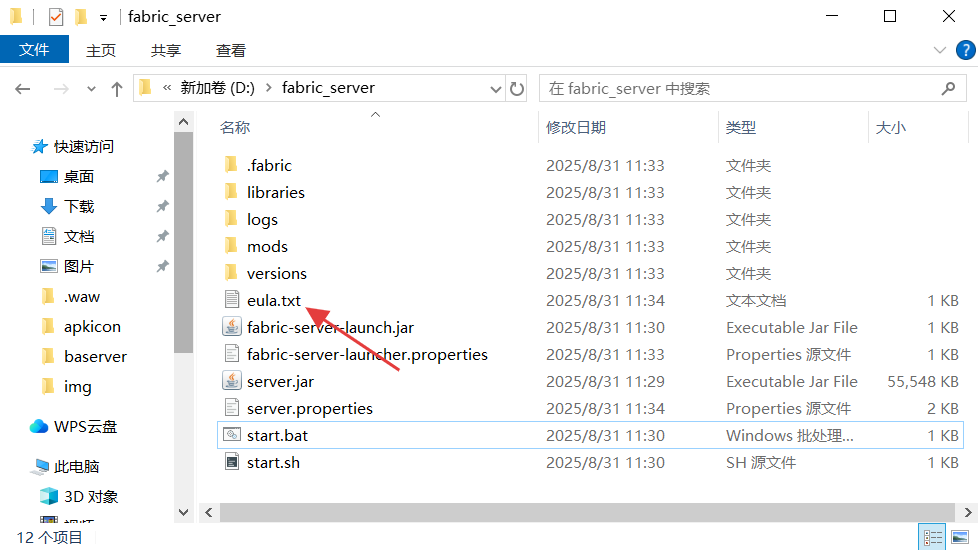 fabric_server
文件 主页 共享 查看
« 新加卷 (D:) > fabric_server
在 fabric_server 中搜索
名称 修改日期 类型 大小
快速访问
桌面
下载
文档
图片
.waw
apkicon
baserver
img
WPS云盘
此电脑
3D 对象
.fabric 2025/8/31 11:33 文件夹
libraries 2025/8/31 11:33 文件夹
logs 2025/8/31 11:33 文件夹
mods 2025/8/31 11:33 文件夹
versions 2025/8/31 11:33 文件夹
eula.txt 2025/8/31 11:34 文本文档 1 KB
fabric-server-launch.jar 2025/8/31 11:30 Executable Jar File 1 KB
fabric-server-launcher.properties 2025/8/31 11:33 Properties 源文件 1 KB
server.jar 2025/8/31 11:29 Executable Jar File 55,548 KB
server.properties 2025/8/31 11:34 Properties 源文件 2 KB
start.bat 2025/8/31 11:30 Windows 批处理... 1 KB
start.sh 2025/8/31 11:30 SH 源文件 1 KB
12 个项目